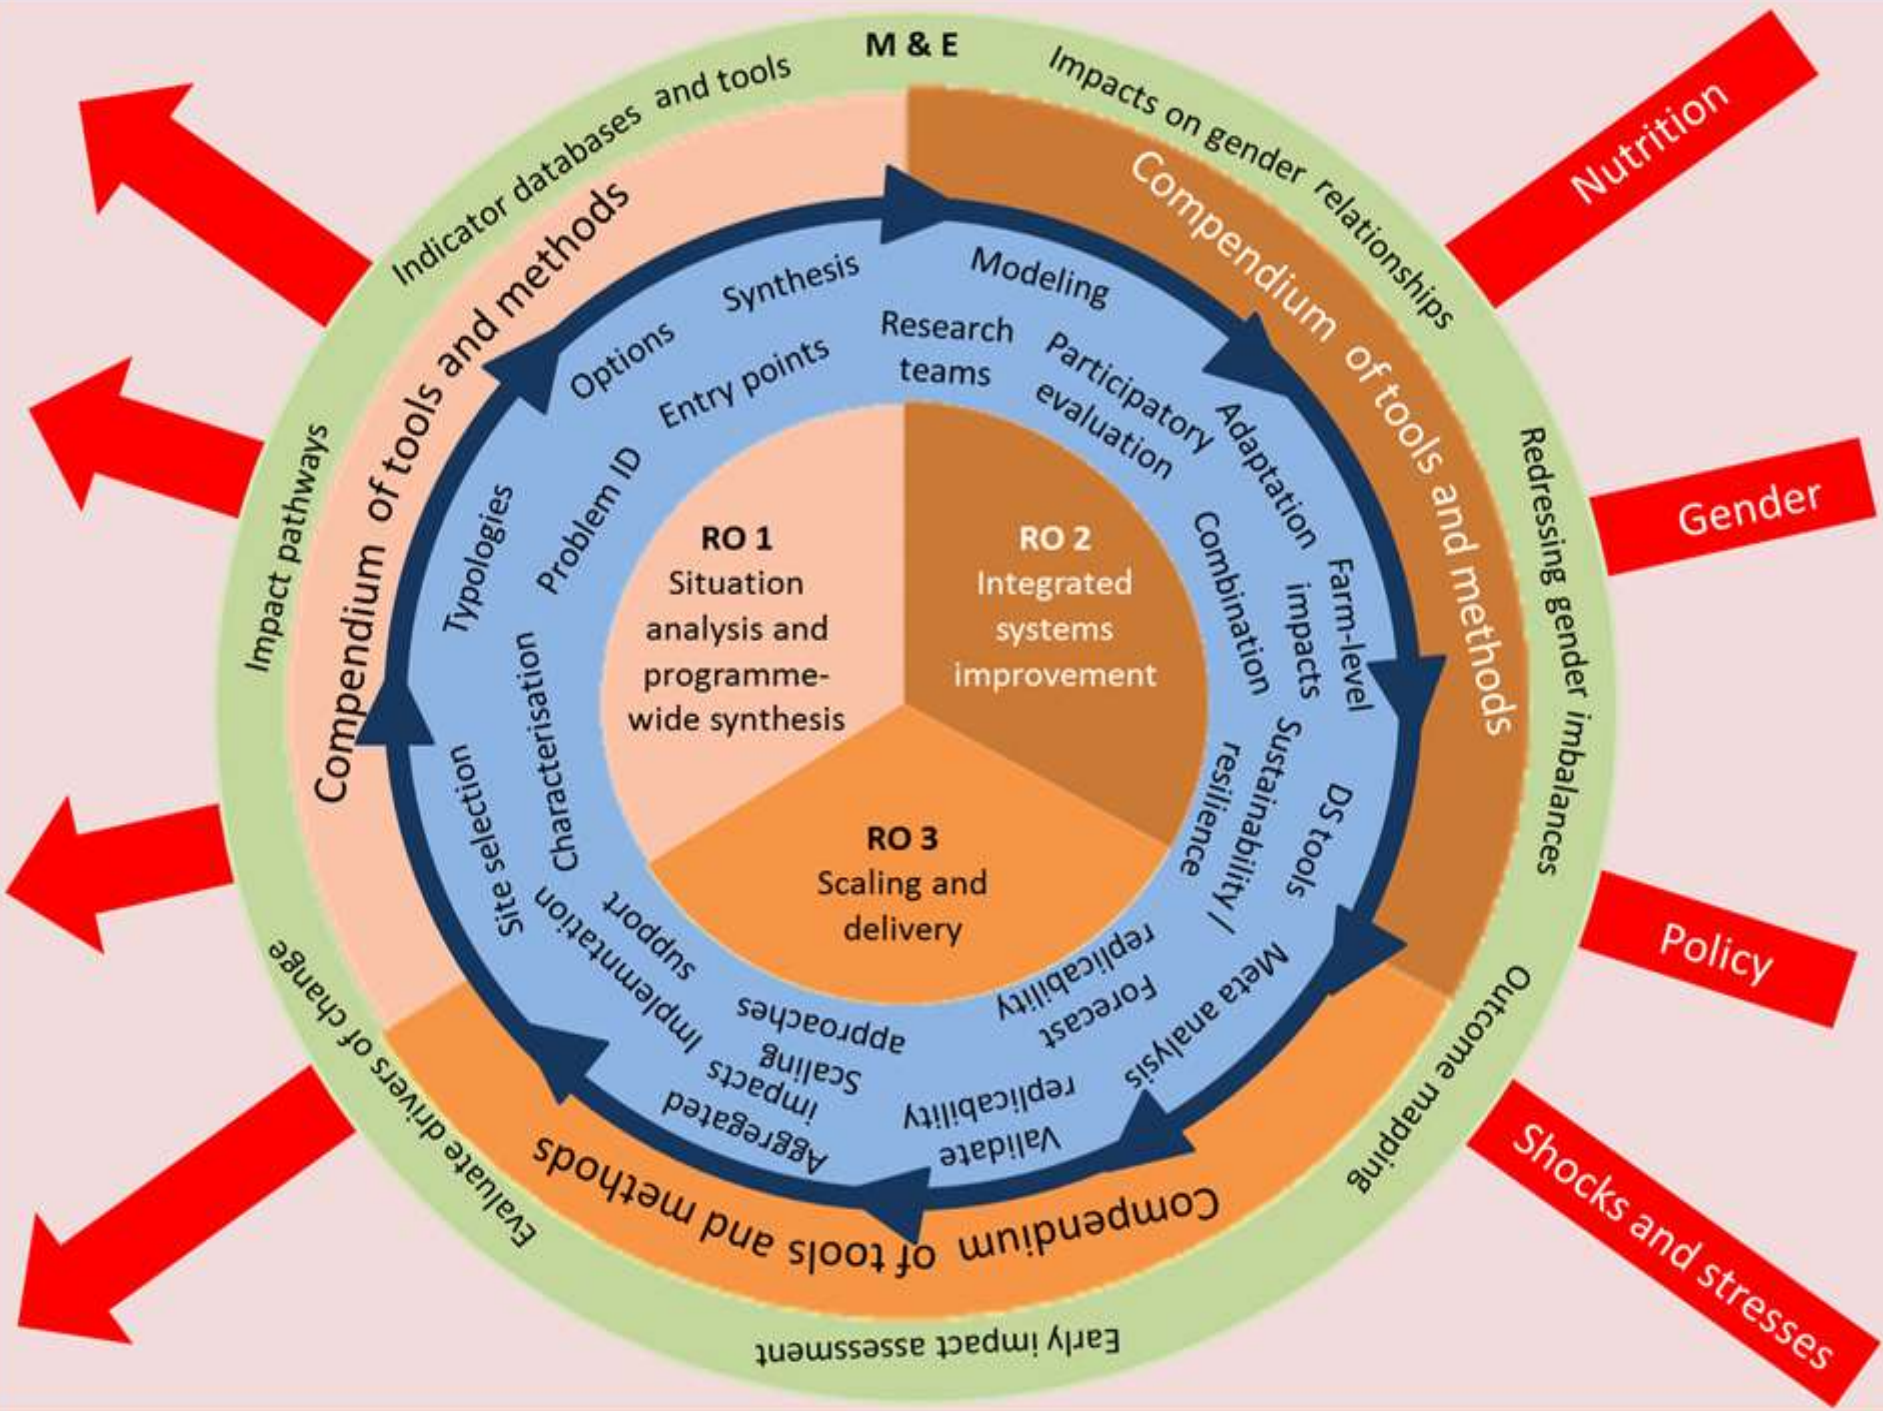 M & E
Impacts on gender relationships
Redressing gender imbalances
Outcome mapping
Early impact assessment
Evaluate drivers of change
Impact pathways
Indicator databases and tools
Compendium of tools and methods
Compendium of tools and methods
Compendium of tools and methods
Modeling
Research
teams
Participatory
evaluation
Adaptation
Combination
Farm-level
impacts
Sustainability /
resilience
DS tools
Meta analysis
Forecast
replicability
Validate
replicability
Scaling
approaches
Aggregated
impacts
Implemntation
support
Site selection
Characterisation
Typologies
Problem ID
Options
Entry points
Synthesis
RO 1
Situation
analysis and
programme-
wide synthesis
RO 2
Integrated
systems
improvement
RO 3
Scaling and
delivery
Nutrition
Gender
Policy
Shocks and stresses